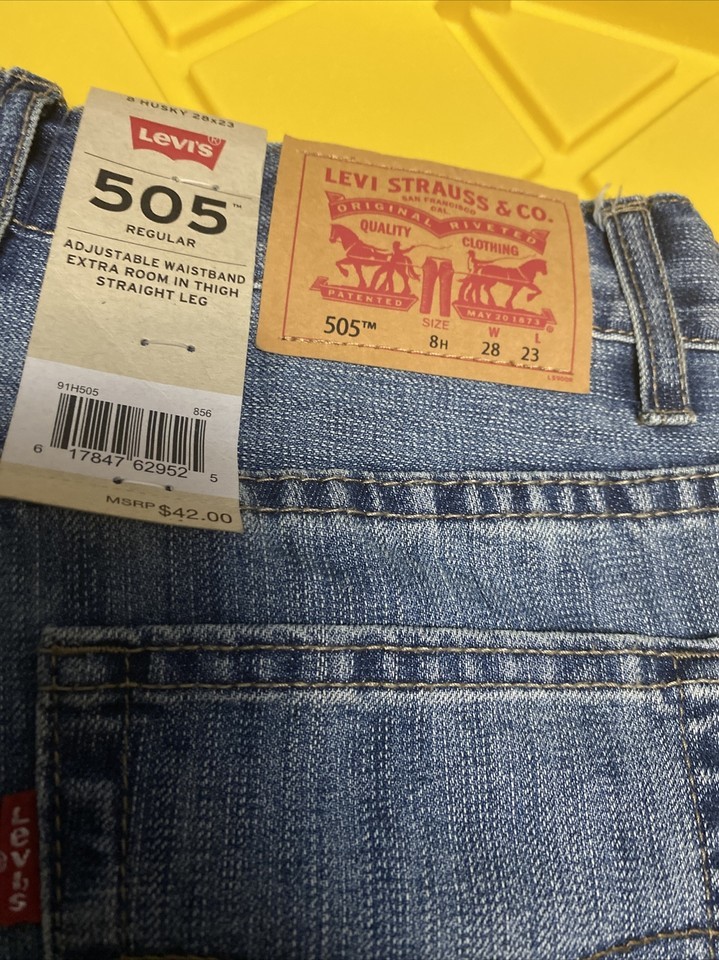 8 HUSKY 28X23
Levi's®
505™
REGULAR
ADJUSTABLE WAISTBAND
EXTRA ROOM IN THIGH
STRAIGHT LEG
91H505
856
6 17847 62952 5
MSRP $42.00
LEVI STRAUSS & CO.
SAN FRANCISCO
CAL.
ORIGINAL RIVETED
QUALITY CLOTHING
PATENTED MAY 20 1873 ®
SIZE W L
505™ 8H 28 23
® Levi's